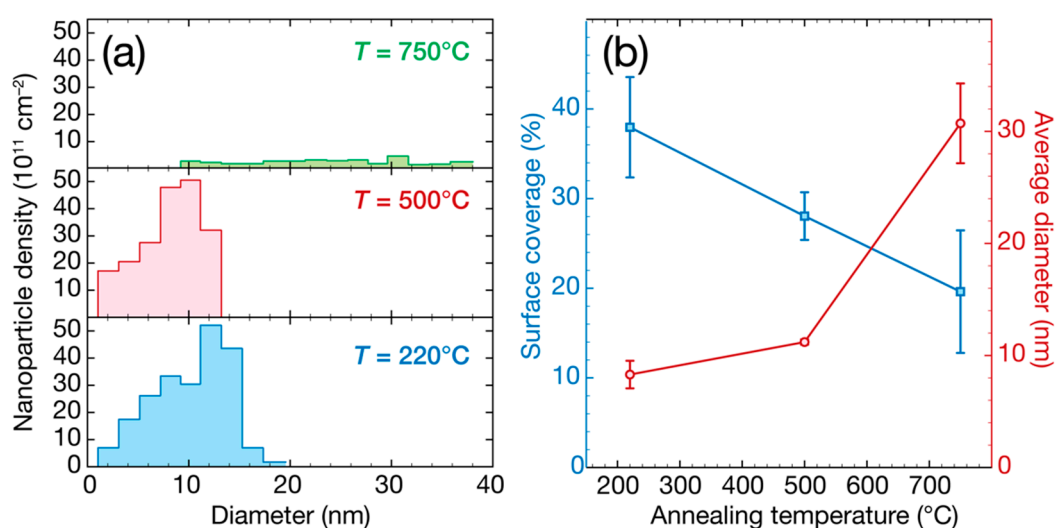 (a)
T = 750°C
50
40
30
20
10
T = 500°C
50
40
30
20
10
T = 220°C
50
40
30
20
10
0
Nanoparticle density (10¹¹ cm⁻²)
0 10 20 30 40
Diameter (nm)
(b)
40
30
20
10
0
Surface coverage (%)
30
20
10
0
Average diameter (nm)
200 300 400 500 600 700
Annealing temperature (°C)